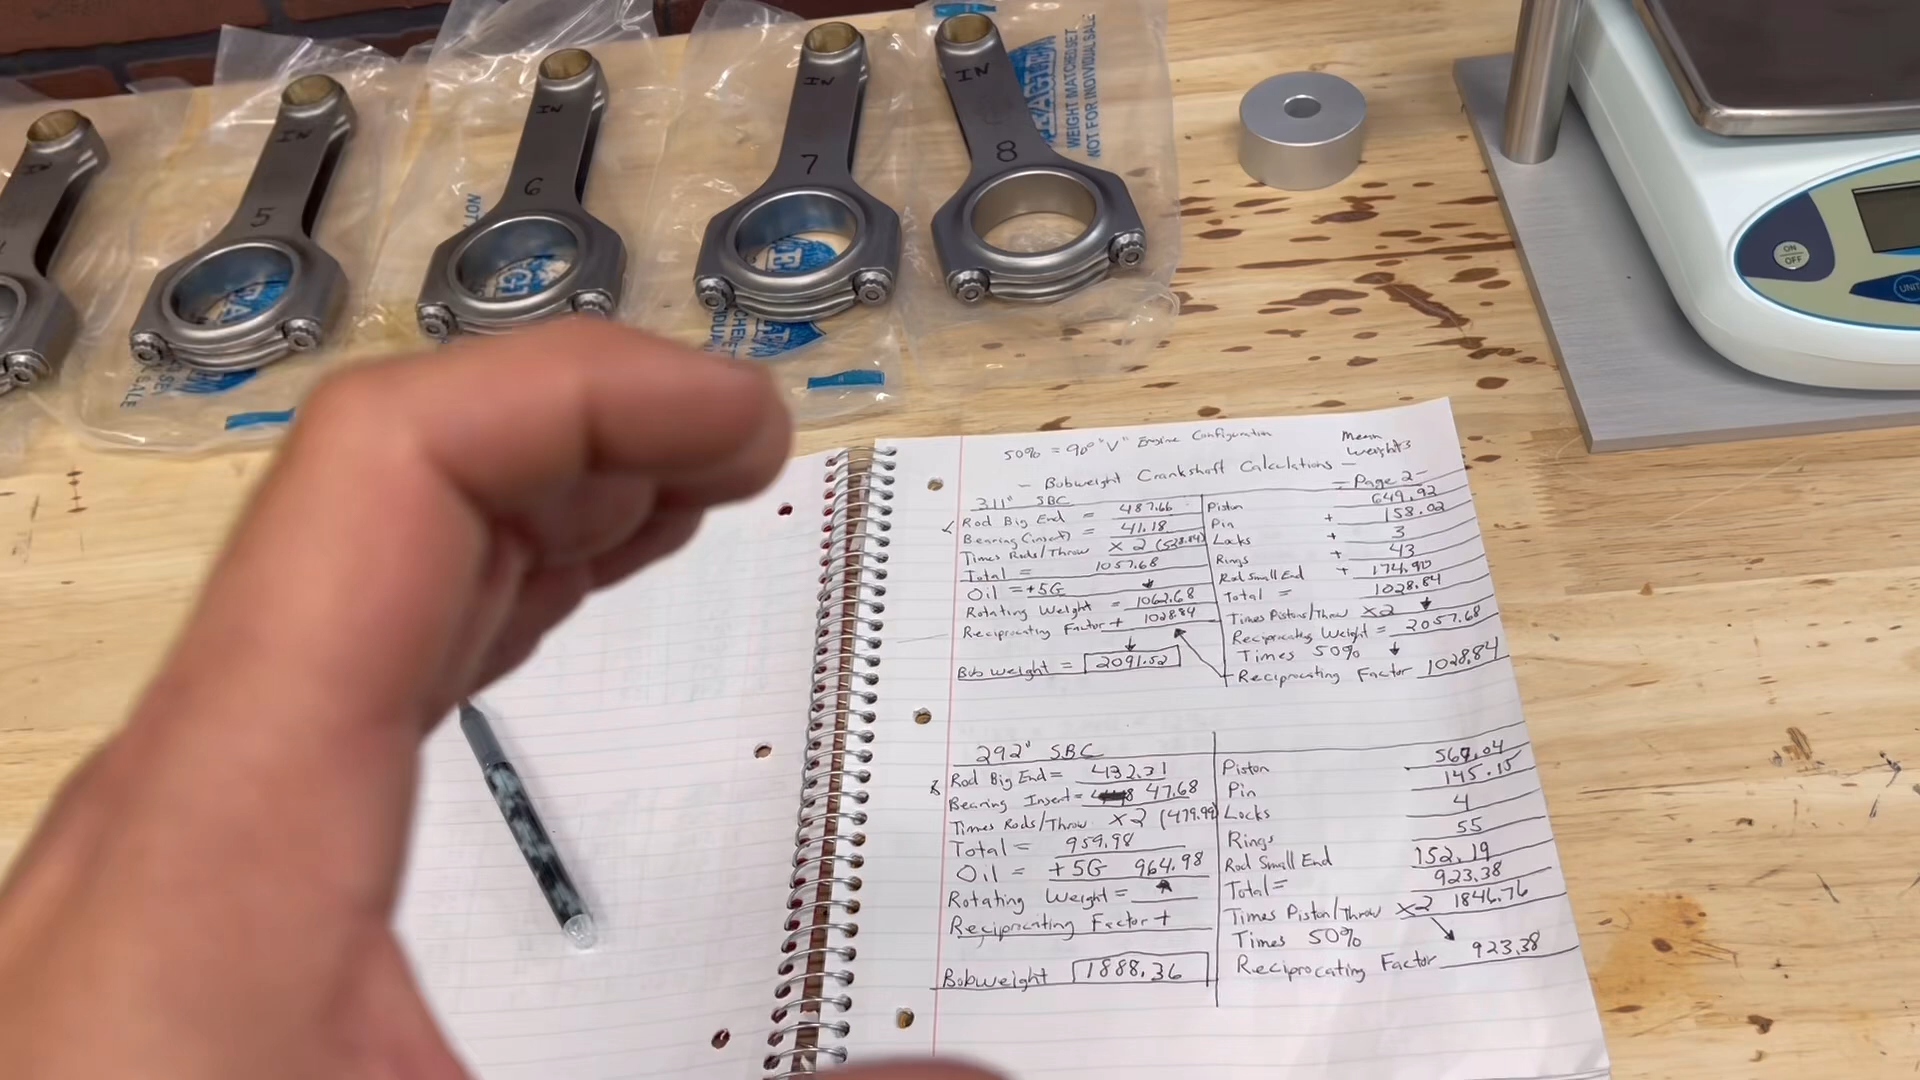 IN
IN
IN
IN
5
6
7
8
WEIGHT MATCHED SET
NOT FOR INDIVIDUAL SALE
ON
OFF
50% = 90° "V" Engine Configuration
Mean
Weights
- Bobweight Crankshaft Calculations -
- Page 2 -
311" SBC
Rod Big End = 487.66
Bearing (insert) = 41.18
Times Rods/Throw X 2 (528.84)
Total = 1057.68
Oil = +5G
Rotating Weight = 1062.68
Reciprocating Factor + 1028.84
Bob weight = 2091.52
Piston 649.92
Pin + 158.02
Locks + 3
Rings + 43
Rod Small End + 174.90
Total = 1028.84
Times Pistons/Throw X2
Reciprocating Weight = 2057.68
Times 50%
Reciprocating Factor 1028.84
292" SBC
Rod Big End = 432.31
Bearing Insert = 47.68
Times Rods/Throw X2 (479.99)
Total = 959.98
Oil = +5G 964.98
Rotating Weight =
Reciprocating Factor +
Bobweight 1888.36
Piston 567.04
Pin 145.15
Locks 4
Rings 55
Rod Small End 152.19
Total = 923.38
Times Piston/Throw X2 1846.76
Times 50%
Reciprocating Factor 923.38